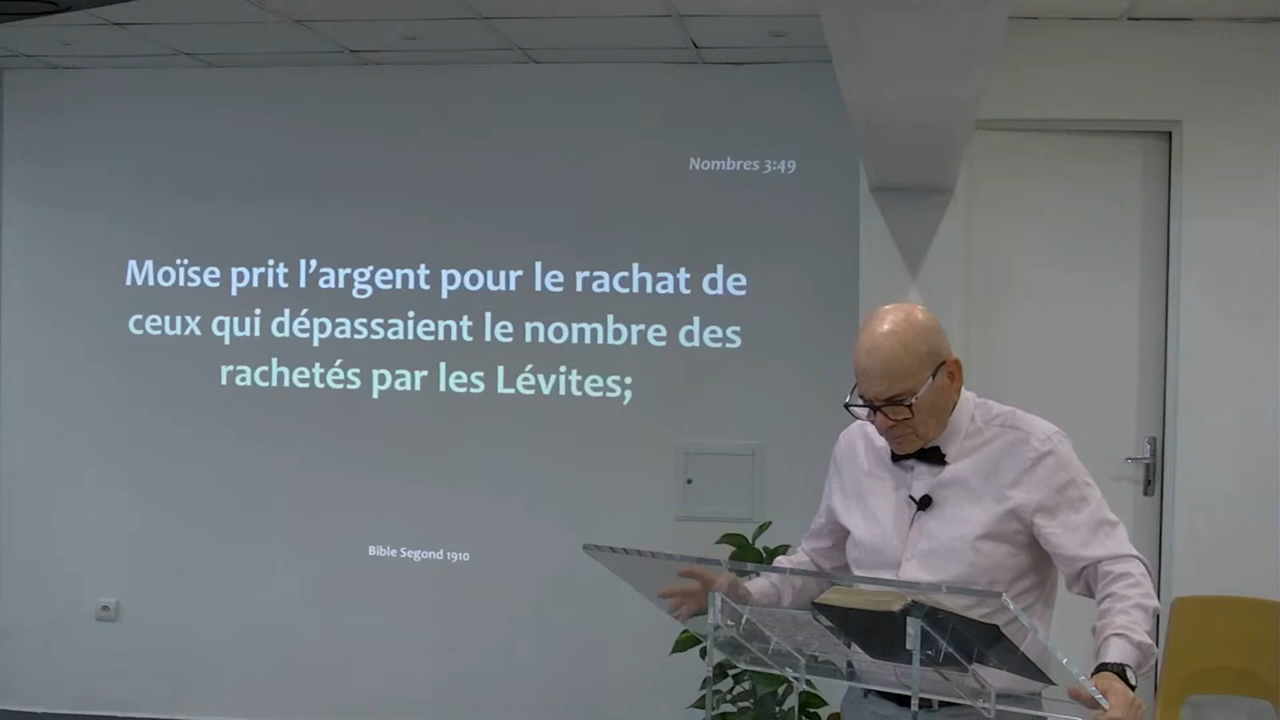 Nombres 3:49
Moïse prit l’argent pour le rachat de
ceux qui dépassaient le nombre des
rachetés par les Lévites;
Bible Segond 1910